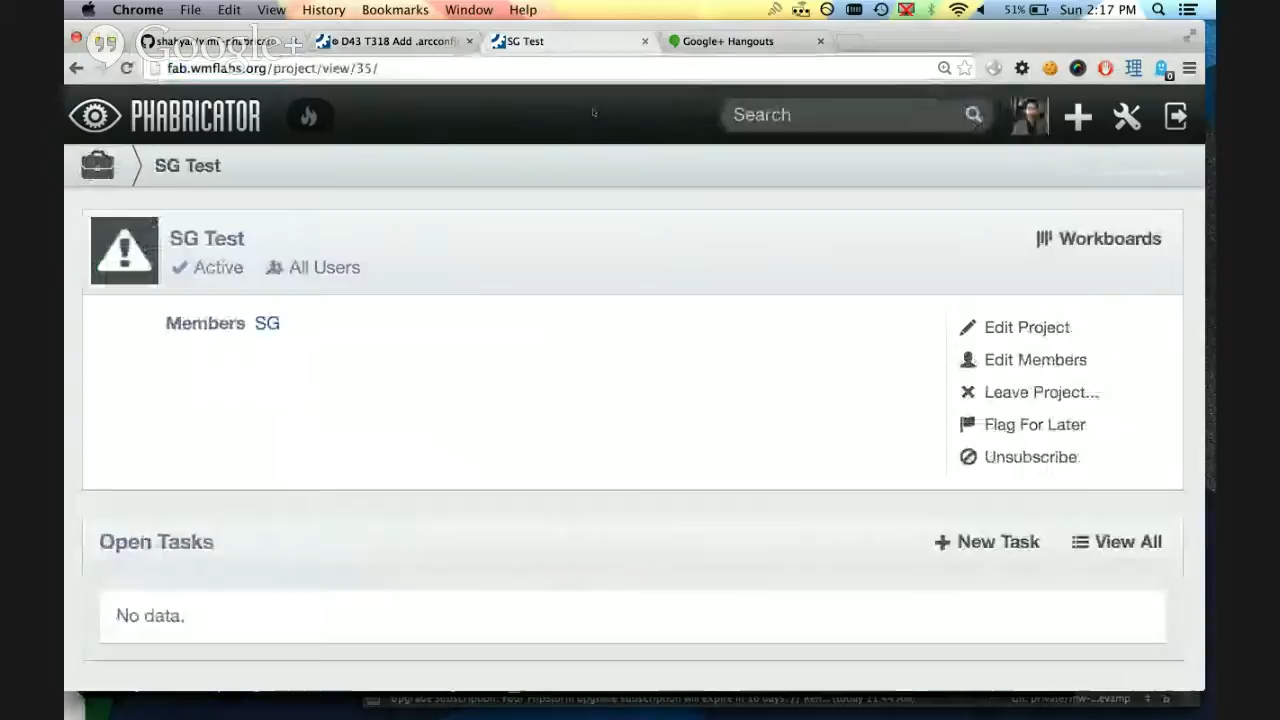 Chrome File Edit View History Bookmarks Window Help 51% Sun 2:17 PM
Google+
D43 T318 Add .arcconfi SG Test Google+ Hangouts
fab.wmflabs.org/project/view/35/
PHABRICATOR Search
SG Test
SG Test
Workboards
Active All Users
Members SG
Edit Project
Edit Members
Leave Project...
Flag For Later
Unsubscribe
Open Tasks
New Task View All
No data.